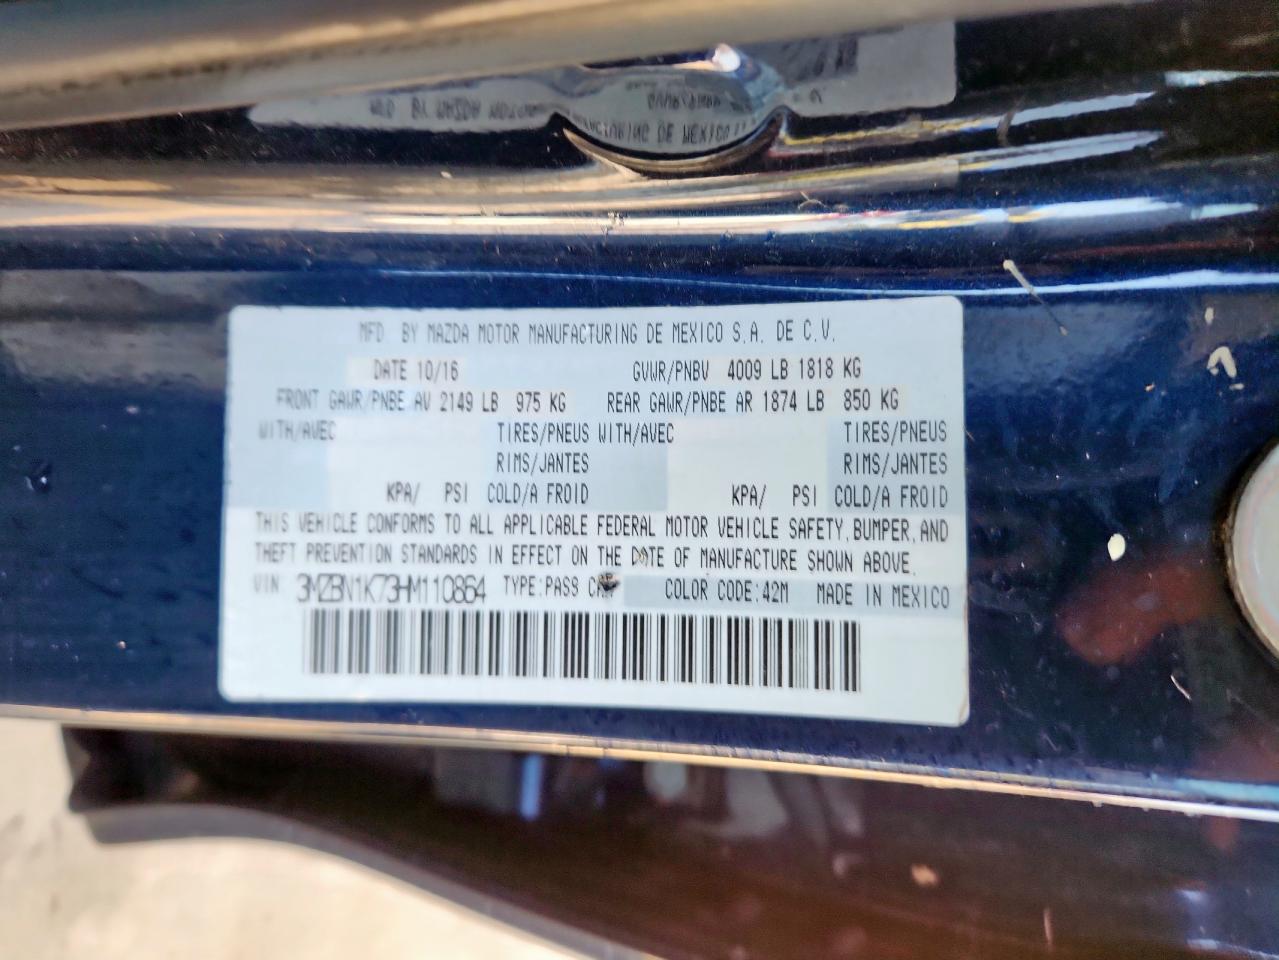 MFD BY MAZDA MOTOR MANUFACTURING DE MEXICO S.A. DE C.V.
DATE 10/16 GVWR/PNBV 4009 LB 1818 KG
FRONT GAWR/PNBE AV 2149 LB 975 KG REAR GAWR/PNBE AR 1874 LB 850 KG
WITH/AVEC TIRES/PNEUS WITH/AVEC TIRES/PNEUS
RIMS/JANTES RIMS/JANTES
KPA/ PSI COLD/A FROID KPA/ PSI COLD/A FROID
THIS VEHICLE CONFORMS TO ALL APPLICABLE FEDERAL MOTOR VEHICLE SAFETY, BUMPER, AND
THEFT PREVENTION STANDARDS IN EFFECT ON THE DATE OF MANUFACTURE SHOWN ABOVE.
VIN 3MZBN1K73HM110864 TYPE:PASS CAR COLOR CODE:42M MADE IN MEXICO